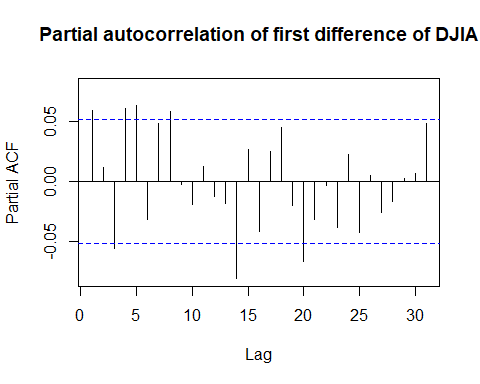 Partial autocorrelation of first difference of DJIA
Partial ACF
0.05
0.00
-0.05
0 5 10 15 20 25 30
Lag